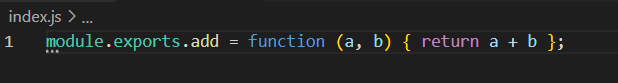 index.js > ...
1 module.exports.add = function (a, b) { return a + b };